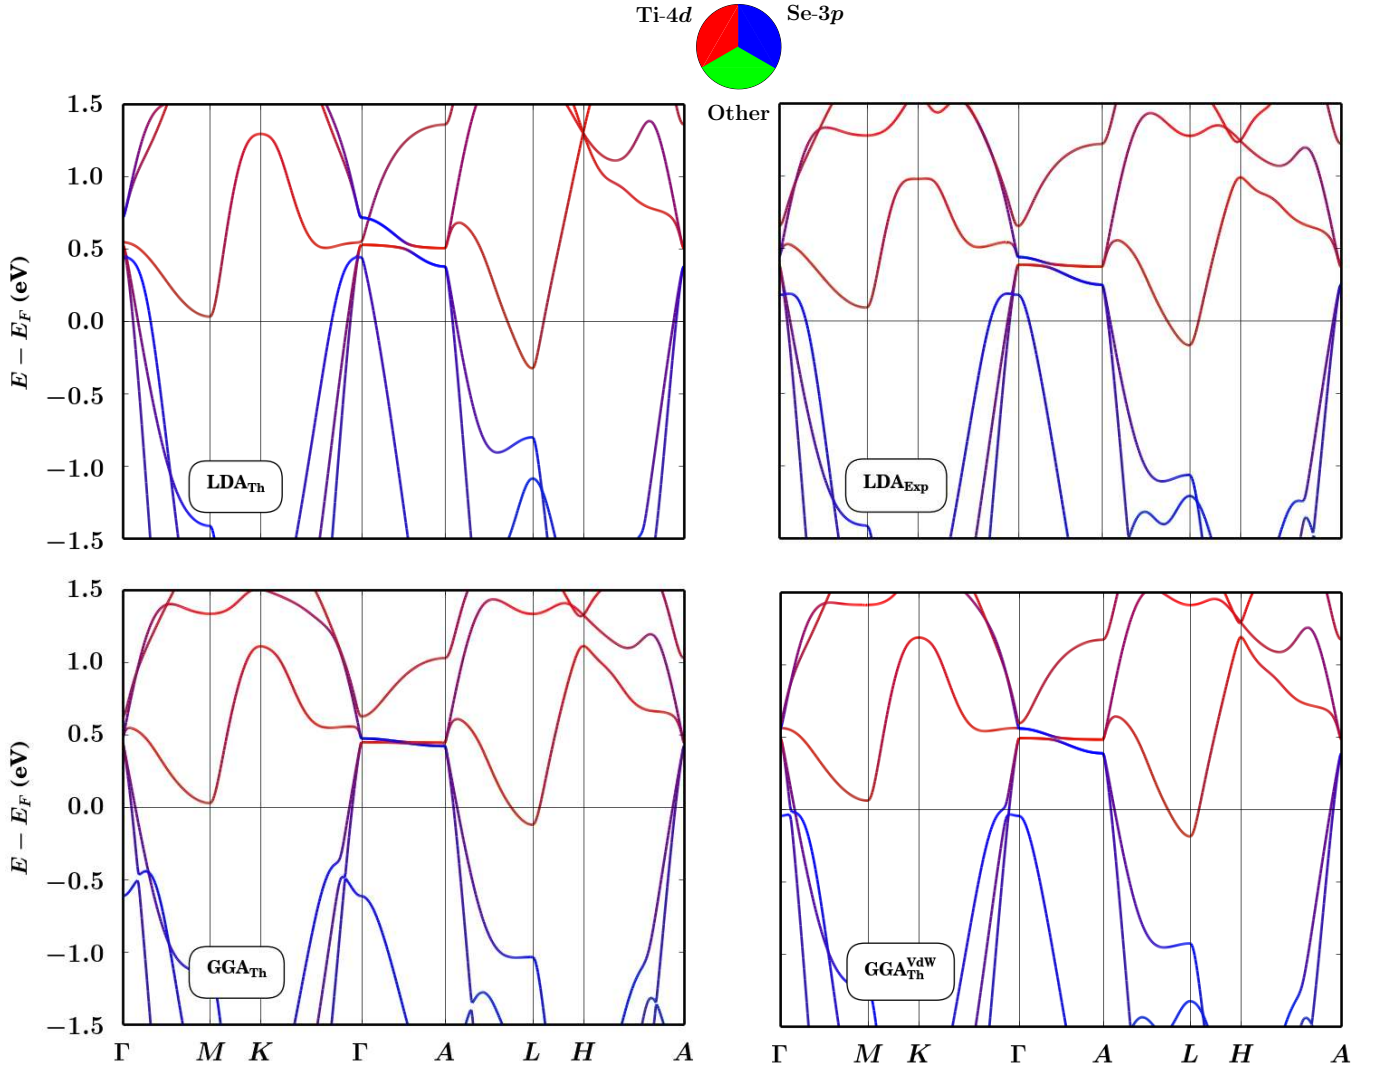 Ti-4d
Se-3p
Other
1.5
1.0
0.5
0.0
−0.5
−1.0
−1.5
E − E_F (eV)
LDA_Th
LDA_Exp
1.5
1.0
0.5
0.0
−0.5
−1.0
−1.5
E − E_F (eV)
GGA_Th
GGA_Th^VdW
Γ M K Γ A L H A
Γ M K Γ A L H A